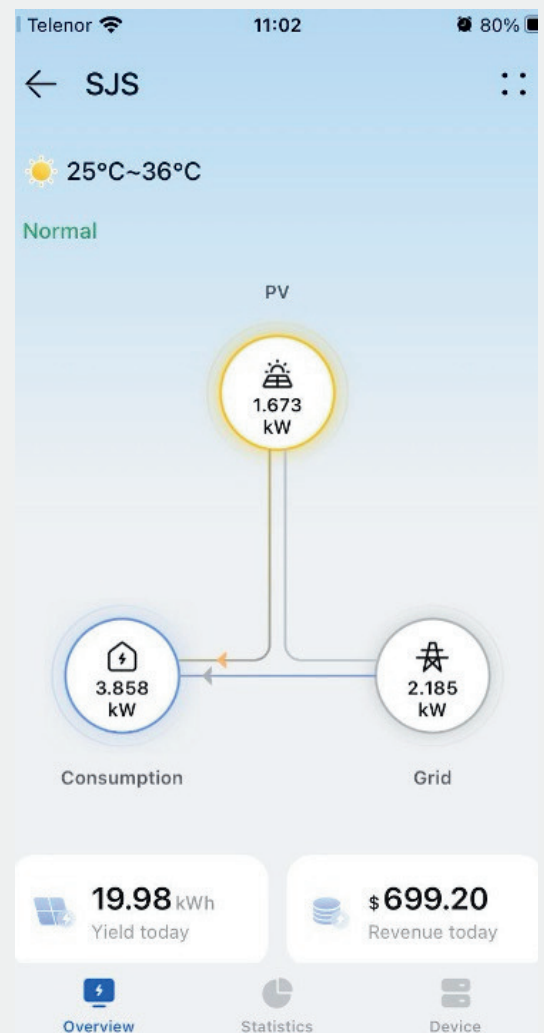 Telenor 11:02 80%
SJS
25°C~36°C
Normal
PV
1.673
kW
3.858
kW
2.185
kW
Consumption Grid
19.98 kWh
Yield today
$ 699.20
Revenue today
Overview Statistics Device